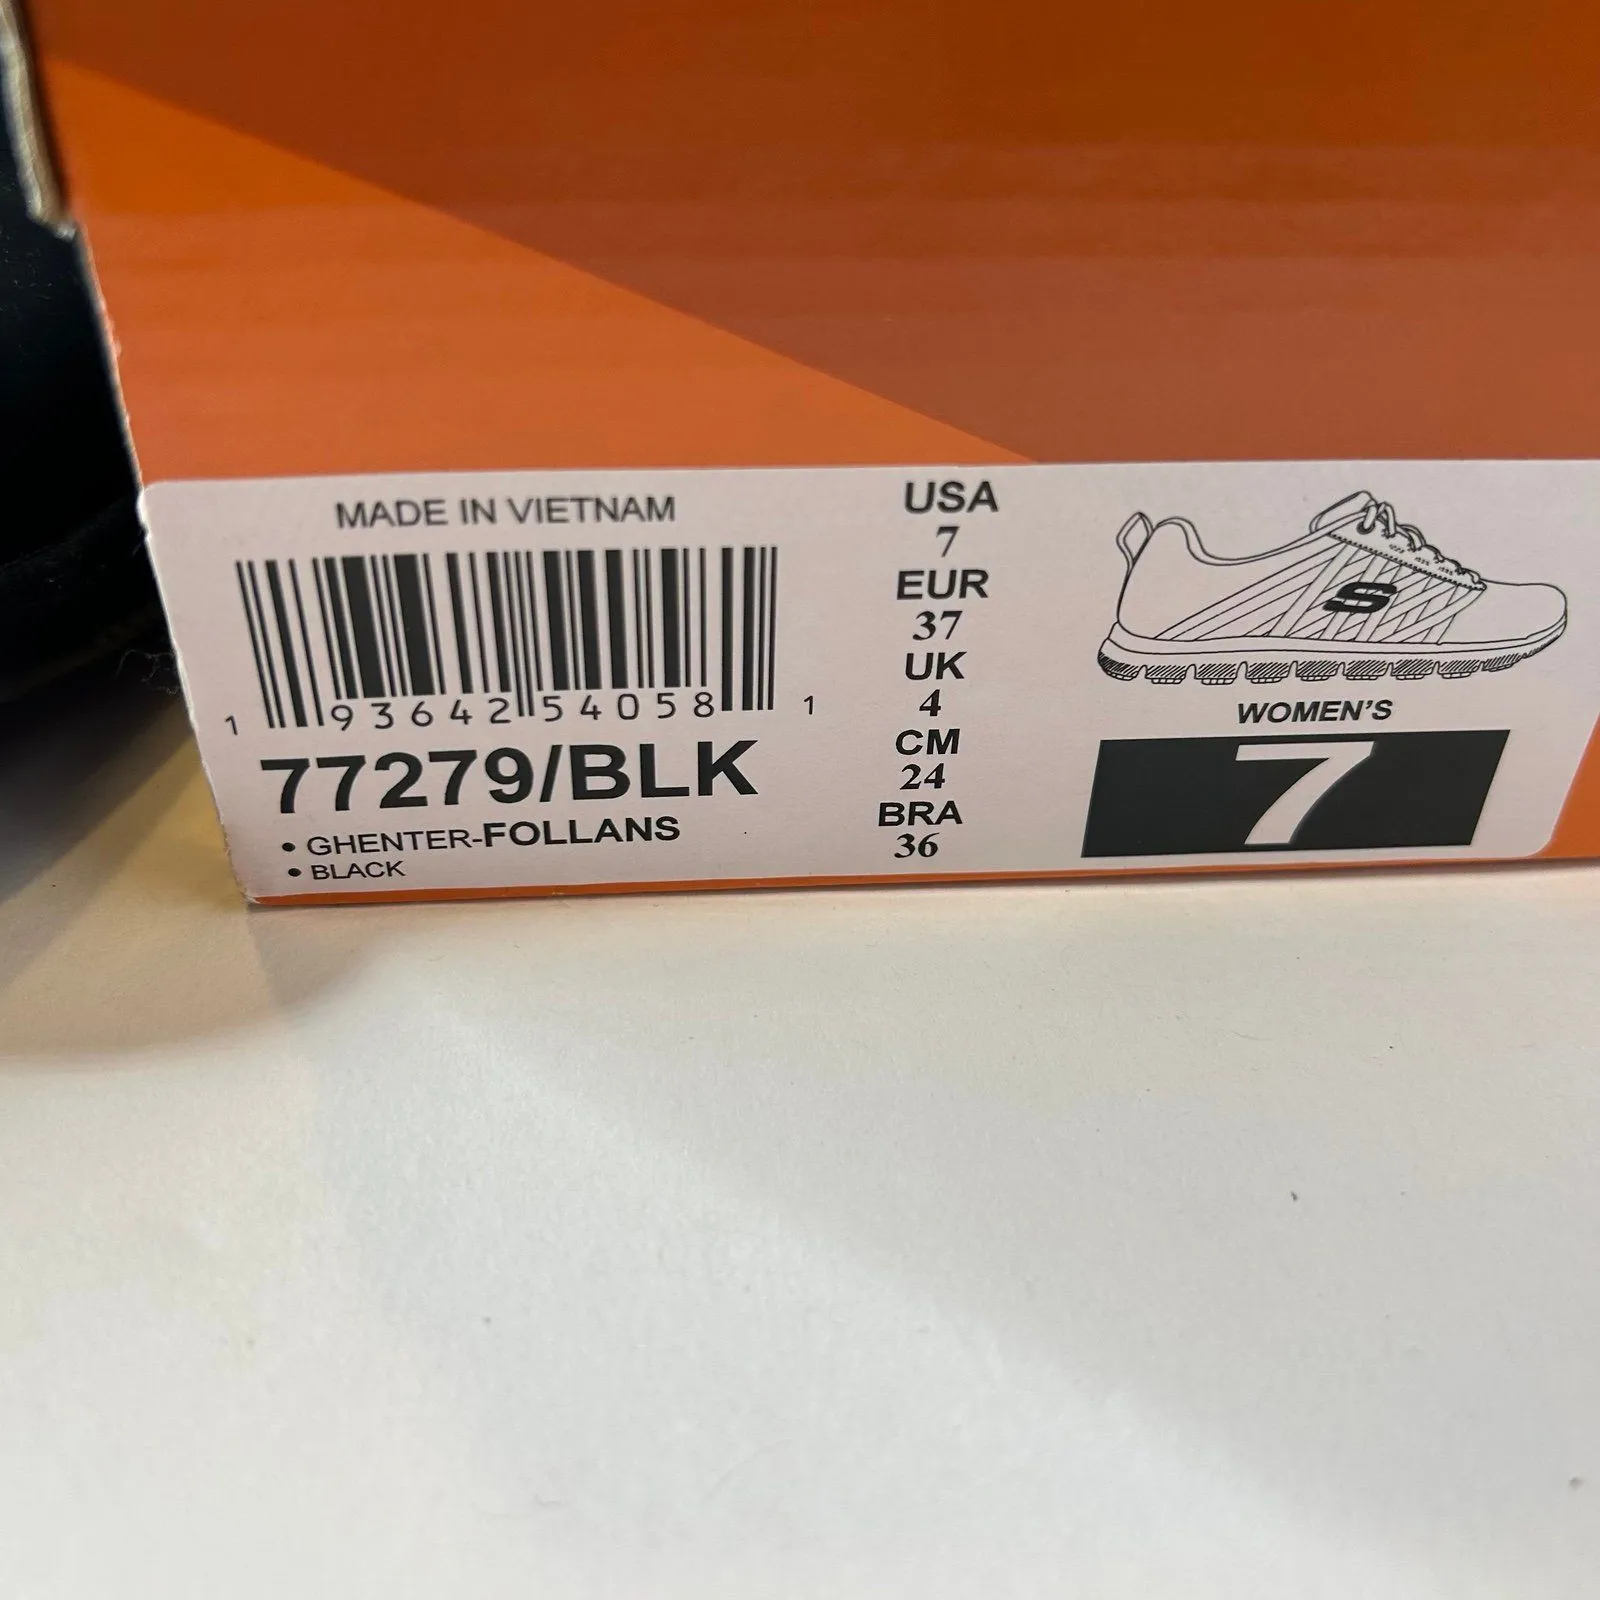 MADE IN VIETNAM
1 93642 54058 1
77279/BLK
• GHENTER-FOLLANS
• BLACK
USA
7
EUR
37
UK
4
CM
24
BRA
36
WOMEN'S
7